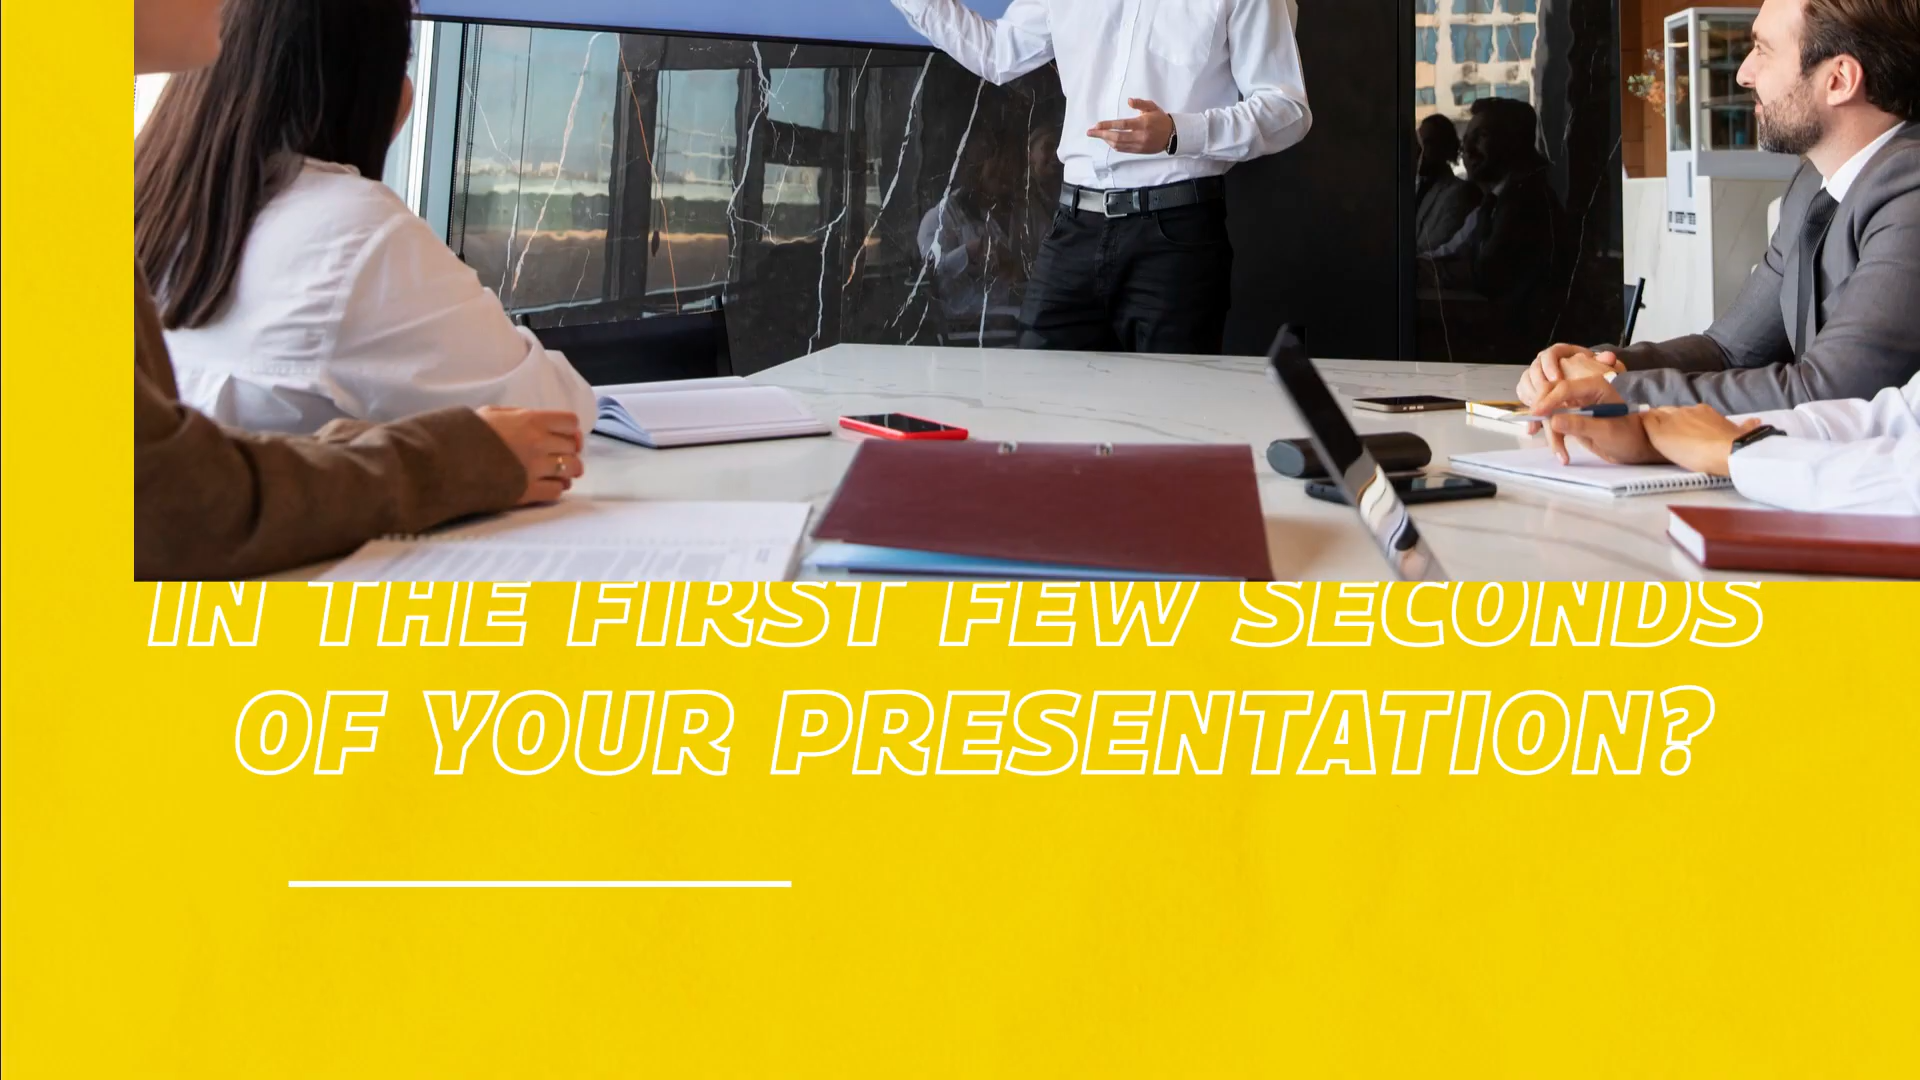 IN THE FIRST FEW SECONDS
OF YOUR PRESENTATION?